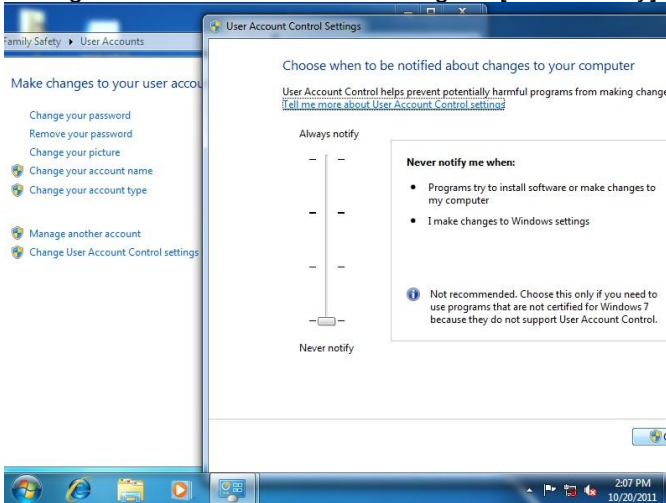 Family Safety ▸ User Accounts
Make changes to your user accou
Change your password
Remove your password
Change your picture
Change your account name
Change your account type
Manage another account
Change User Account Control settings
User Account Control Settings
Choose when to be notified about changes to your computer
User Account Control helps prevent potentially harmful programs from making change
Tell me more about User Account Control settings
Always notify
Never notify me when:
• Programs try to install software or make changes to
my computer
• I make changes to Windows settings
Not recommended. Choose this only if you need to
use programs that are not certified for Windows 7
because they do not support User Account Control.
Never notify
2:07 PM
10/20/2011